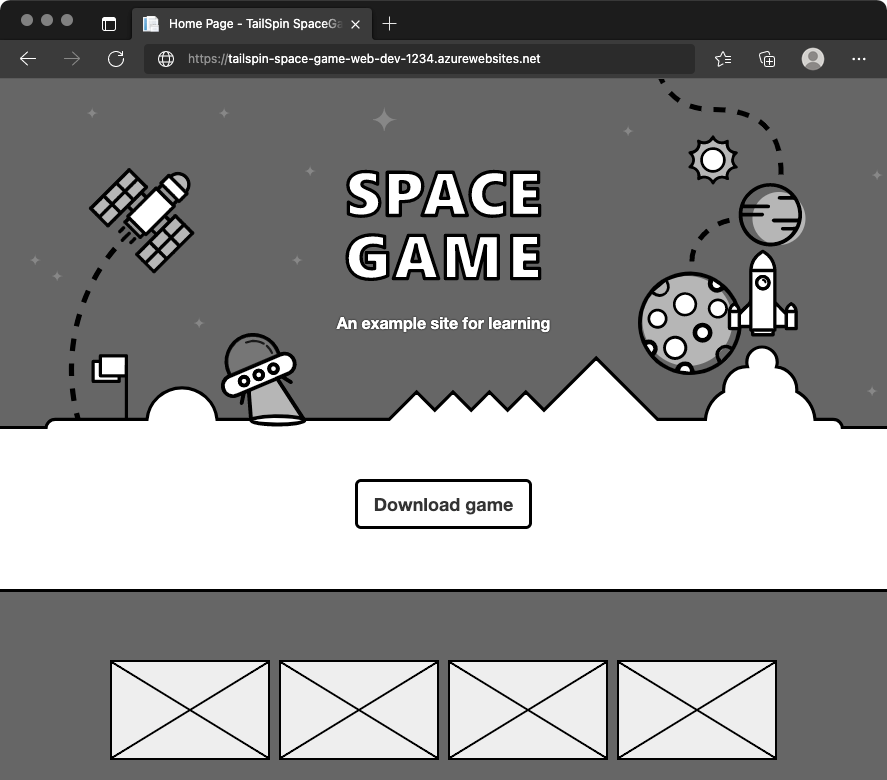 Home Page - TailSpin SpaceGa
https://tailspin-space-game-web-dev-1234.azurewebsites.net
SPACE
GAME
An example site for learning
Download game